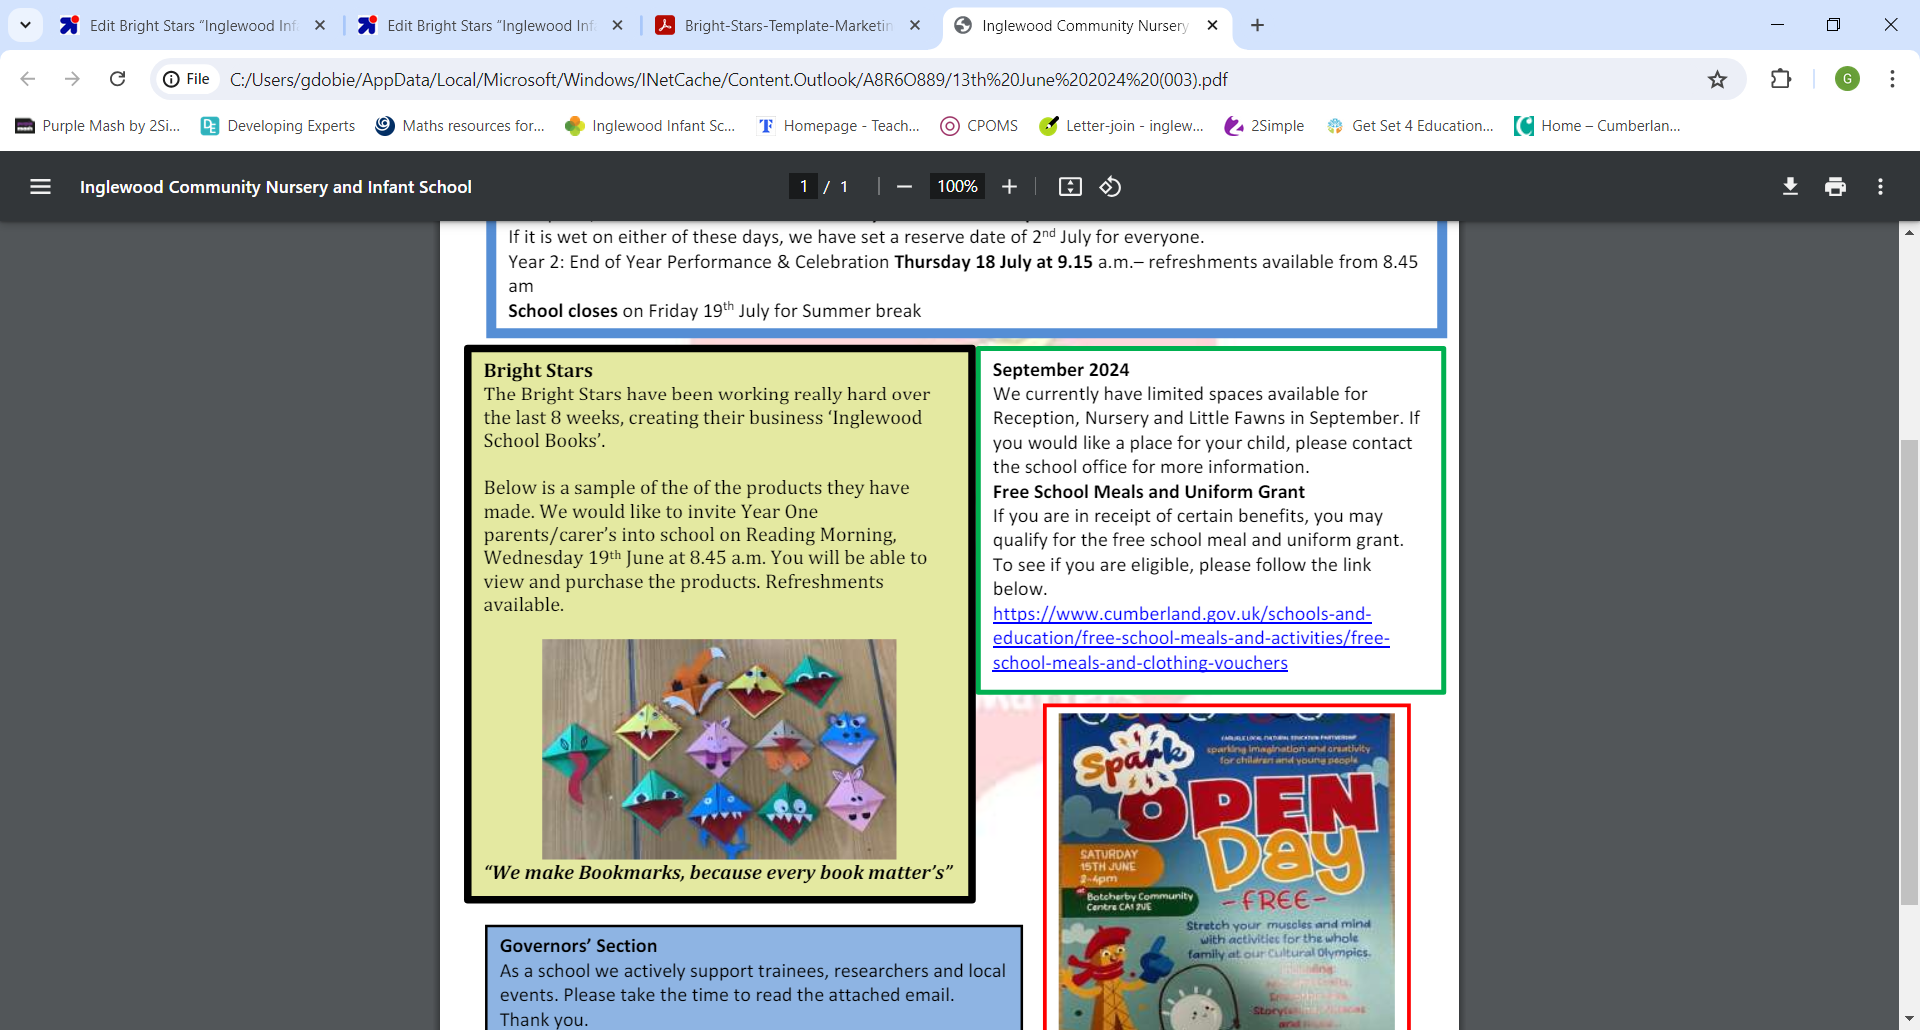 Edit Bright Stars “Inglewood Inf
Edit Bright Stars “Inglewood Inf
Bright-Stars-Template-Marketin
Inglewood Community Nursery
File
C:/Users/gdobie/AppData/Local/Microsoft/Windows/INetCache/Content.Outlook/A8R6O889/13th%20June%202024%20(003).pdf
G
Purple Mash by 2Si...
DE
Developing Experts
Maths resources for...
Inglewood Infant Sc...
T
Homepage - Teach...
CPOMS
Letter-join - inglew...
2Simple
Get Set 4 Education...
Home – Cumberlan...
Inglewood Community Nursery and Infant School
1 / 1
100%
If it is wet on either of these days, we have set a reserve date of 2nd July for everyone.
Year 2: End of Year Performance & Celebration Thursday 18 July at 9.15 a.m.– refreshments available from 8.45
am
School closes on Friday 19th July for Summer break
Bright Stars
The Bright Stars have been working really hard over
the last 8 weeks, creating their business ‘Inglewood
School Books’.
Below is a sample of the of the products they have
made. We would like to invite Year One
parents/carer’s into school on Reading Morning,
Wednesday 19th June at 8.45 a.m. You will be able to
view and purchase the products. Refreshments
available.
“We make Bookmarks, because every book matter’s”
September 2024
We currently have limited spaces available for
Reception, Nursery and Little Fawns in September. If
you would like a place for your child, please contact
the school office for more information.
Free School Meals and Uniform Grant
If you are in receipt of certain benefits, you may
qualify for the free school meal and uniform grant.
To see if you are eligible, please follow the link
below.
https://www.cumberland.gov.uk/schools-and-
education/free-school-meals-and-activities/free-
school-meals-and-clothing-vouchers
Governors’ Section
As a school we actively support trainees, researchers and local
events. Please take the time to read the attached email.
Thank you.
CARLISLE LOCAL CULTURAL EDUCATION PARTNERSHIP
sparking imagination and creativity
for children and young people
Spark
OPEN
Day
SATURDAY
15TH JUNE
2-4pm
at
Botcherby Community
Centre CA1 2UE
-FREE-
Stretch your muscles and mind
with activities for the whole
family at our Cultural Olympics.